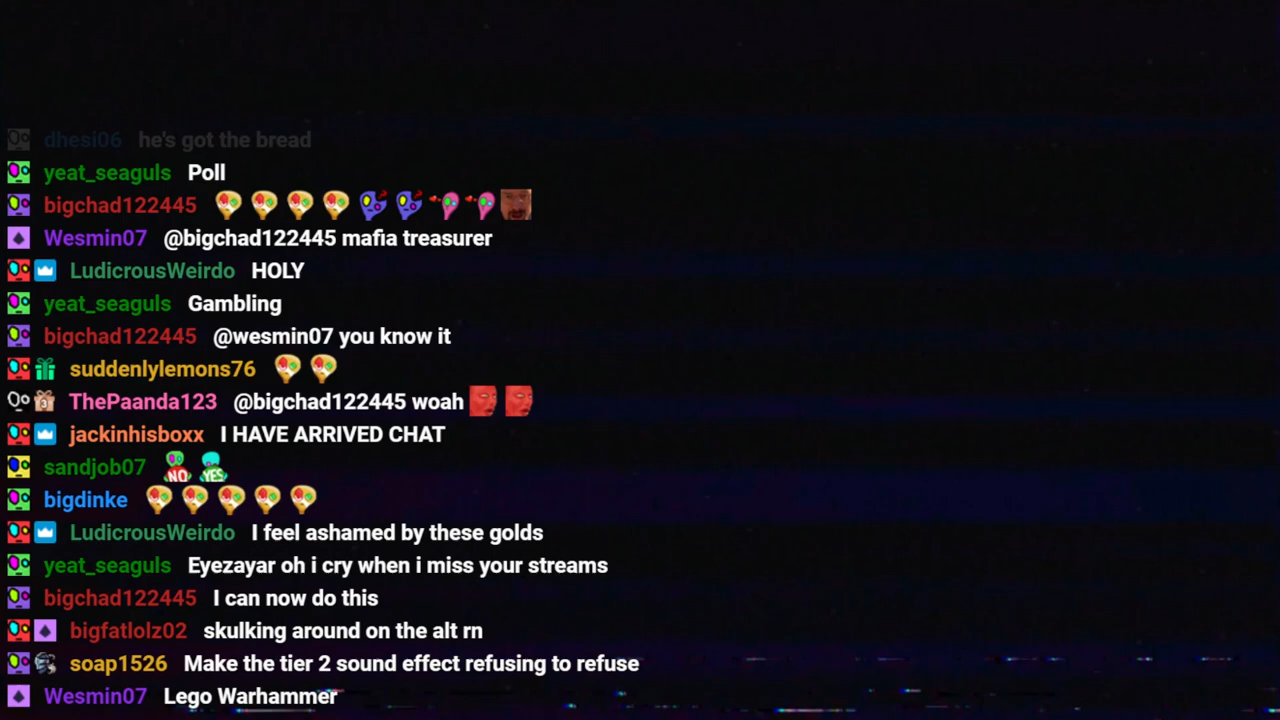 dhesi06 he's got the bread
yeat_seaguls Poll
bigchad122445
Wesmin07 @bigchad122445 mafia treasurer
LudicrousWeirdo HOLY
yeat_seaguls Gambling
bigchad122445 @wesmin07 you know it
suddenlylemons76
ThePaanda123 @bigchad122445 woah
jackinhisboxx I HAVE ARRIVED CHAT
sandjob07 NO YES
bigdinke
LudicrousWeirdo I feel ashamed by these golds
yeat_seaguls Eyezayar oh i cry when i miss your streams
bigchad122445 I can now do this
bigfatlolz02 skulking around on the alt rn
soap1526 Make the tier 2 sound effect refusing to refuse
Wesmin07 Lego Warhammer